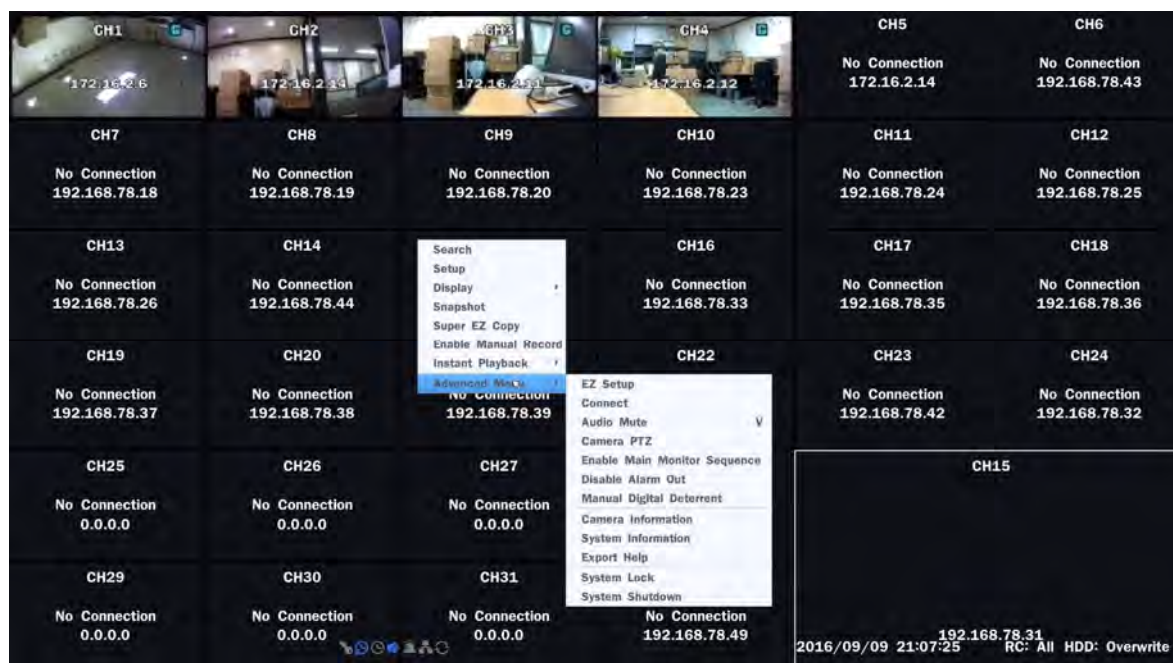 CH1
CH2
CH3
CH4
CH5
CH6
172.16.2.6
172.16.2.14
172.16.2.11
172.16.2.12
No Connection
172.16.2.14
No Connection
192.168.78.43
CH7
CH8
CH9
CH10
CH11
CH12
No Connection
192.168.78.18
No Connection
192.168.78.19
No Connection
192.168.78.20
No Connection
192.168.78.23
No Connection
192.168.78.24
No Connection
192.168.78.25
CH13
CH14
CH16
CH17
CH18
No Connection
192.168.78.26
No Connection
192.168.78.44
No Connection
192.168.78.33
No Connection
192.168.78.35
No Connection
192.168.78.36
Search
Setup
Display
Snapshot
Super EZ Copy
Enable Manual Record
Instant Playback
Advanced Menu
CH19
CH20
CH22
CH23
CH24
No Connection
192.168.78.37
No Connection
192.168.78.38
No Connection
192.168.78.39
No Connection
192.168.78.42
No Connection
192.168.78.32
EZ Setup
Connect
Audio Mute V
Camera PTZ
Enable Main Monitor Sequence
Disable Alarm Out
Manual Digital Deterrent
Camera Information
System Information
Export Help
System Lock
System Shutdown
CH25
CH26
CH27
CH15
No Connection
0.0.0.0
No Connection
0.0.0.0
No Connection
0.0.0.0
CH29
CH30
CH31
No Connection
0.0.0.0
No Connection
0.0.0.0
No Connection
0.0.0.0
No Connection
192.168.78.49
192.168.78.31
2016/09/09 21:07:25 RC: All HDD: Overwrite